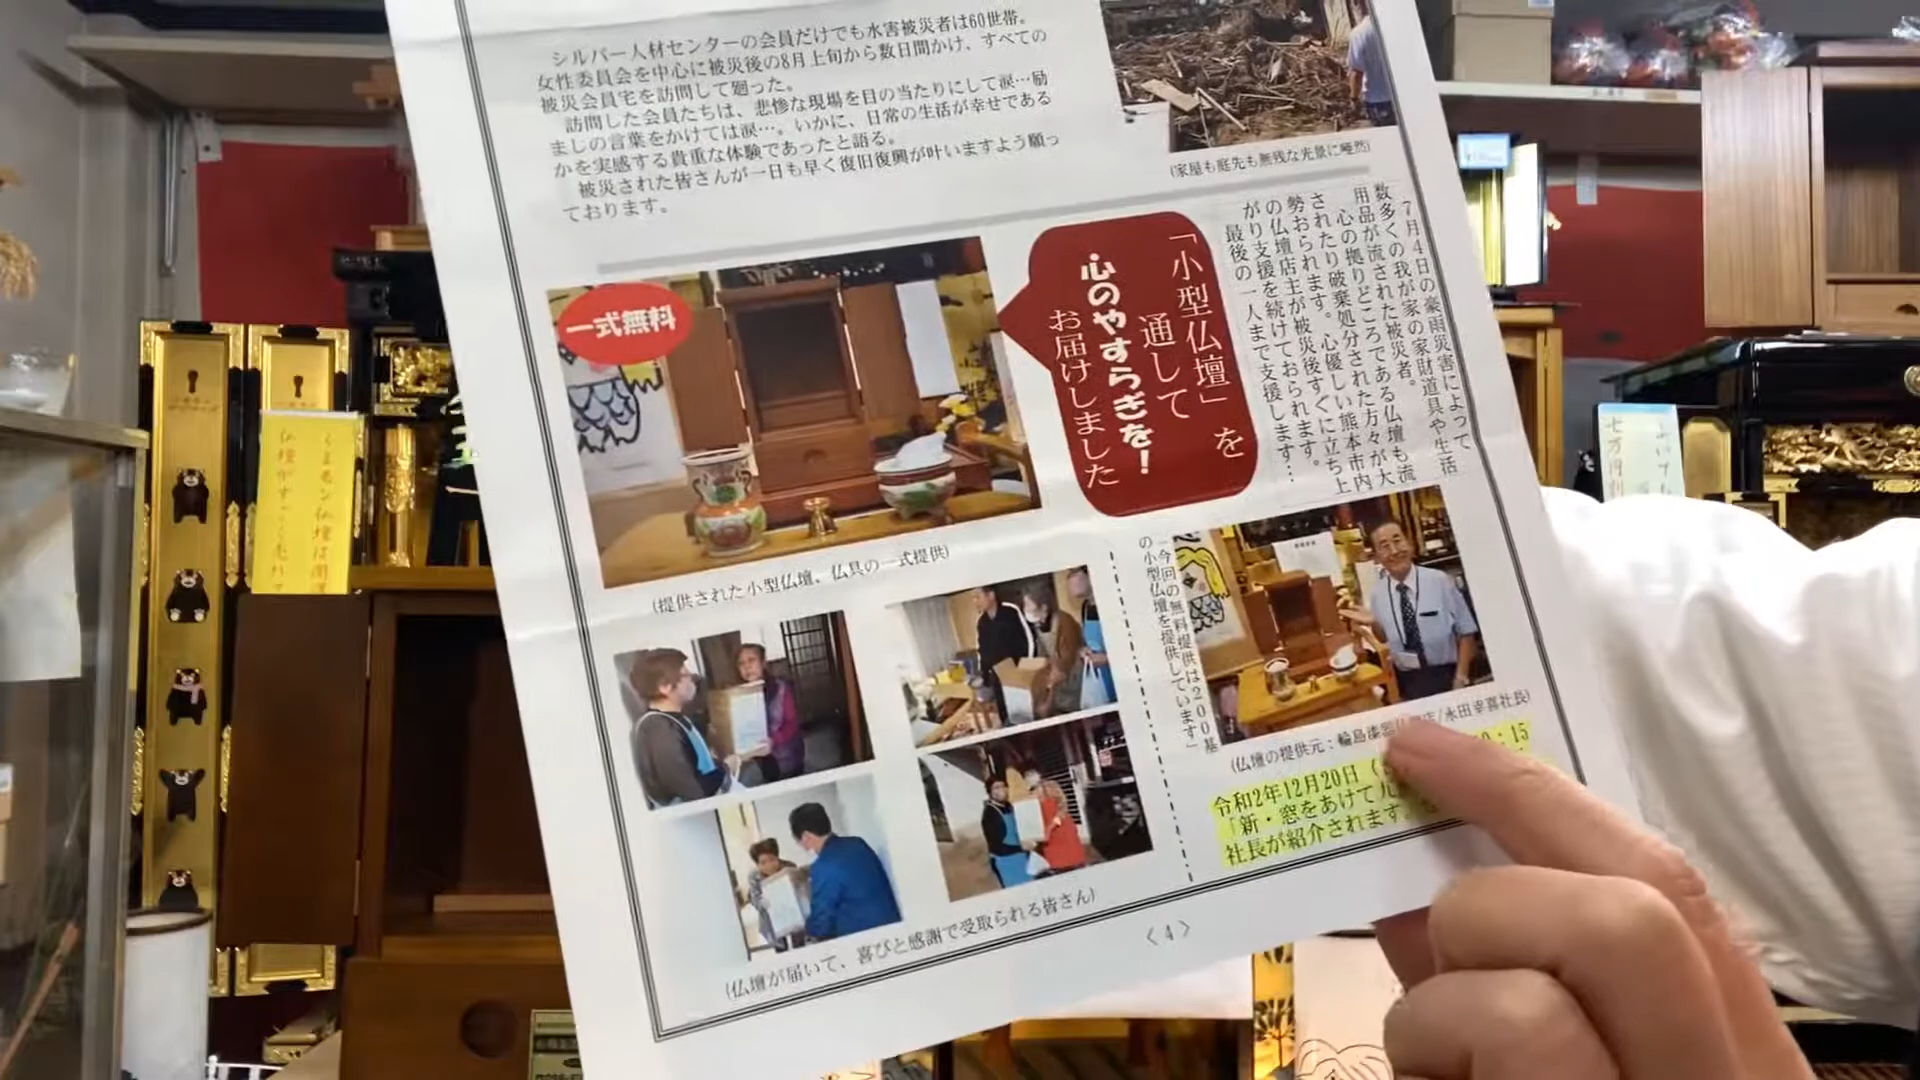 シルバー人材センターの会員だけでも水害被災者は60世帯。
女性委員会を中心に被災後の8月上旬から数日間かけ、すべての
被災会員宅を訪問して廻った。
訪問した会員たちは、悲惨な現場を目の当たりにして涙…励
ましの言葉をかけては涙…。いかに、日常の生活が幸せである
かを実感する貴重な体験であったと語る。
被災された皆さんが一日も早く復旧復興が叶いますよう願っ
ております。
(家屋も庭先も無残な光景に唖然)
7月4日の豪雨災害によって
数多くの我が家の家財道具や生活
用品が流された被災者。
心の拠りどころである仏壇も流
されたり破棄処分された方々が大
勢おられます。心優しい熊本市内
の仏壇店主が被災後すぐに立ち上
がり支援を続けておられます。
最後の一人まで支援します…
「小型仏壇」を
通して
心のやすらぎを!
お届けしました
一式無料
(提供された小型仏壇、仏具の一式提供)
「今回の無料提供は200基
の小型仏壇を提供しています」
(仏壇の提供元:輪島漆器仏壇店/永田幸喜社長)
令和2年12月20日
:15
「新・窓をあけて九
社長が紹介されます。
(仏壇が届いて、喜びと感謝で受取られる皆さん)
<4>
くまモン仏壇は
仏壇がすべて